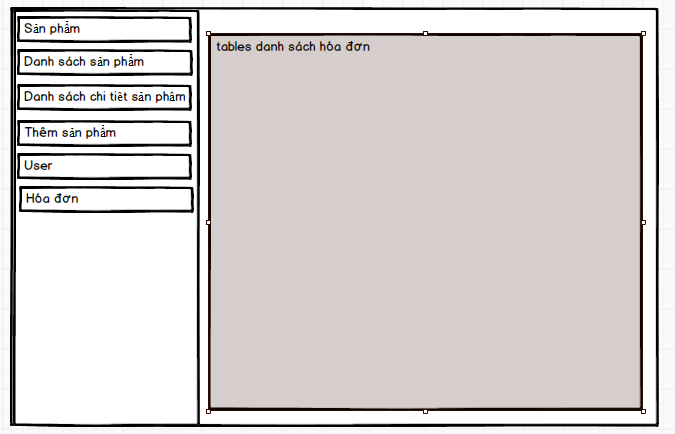 Sản phẩm
Danh sách sản phẩm
Danh sách chi tiết sản phẩm
Thêm sản phẩm
User
Hóa đơn
tables danh sách hóa đơn